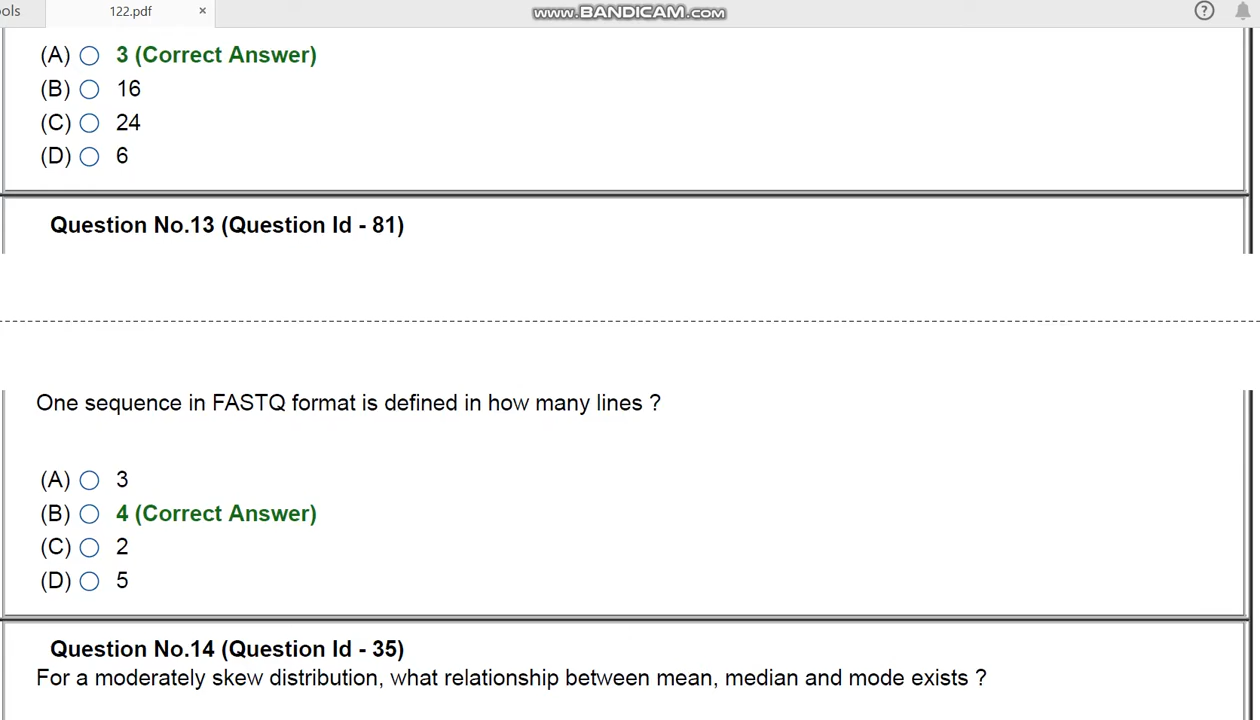 ools 122.pdf × www.BANDICAM.com ?
(A) 3 (Correct Answer)
(B) 16
(C) 24
(D) 6
Question No.13 (Question Id - 81)
One sequence in FASTQ format is defined in how many lines ?
(A) 3
(B) 4 (Correct Answer)
(C) 2
(D) 5
Question No.14 (Question Id - 35)
For a moderately skew distribution, what relationship between mean, median and mode exists ?